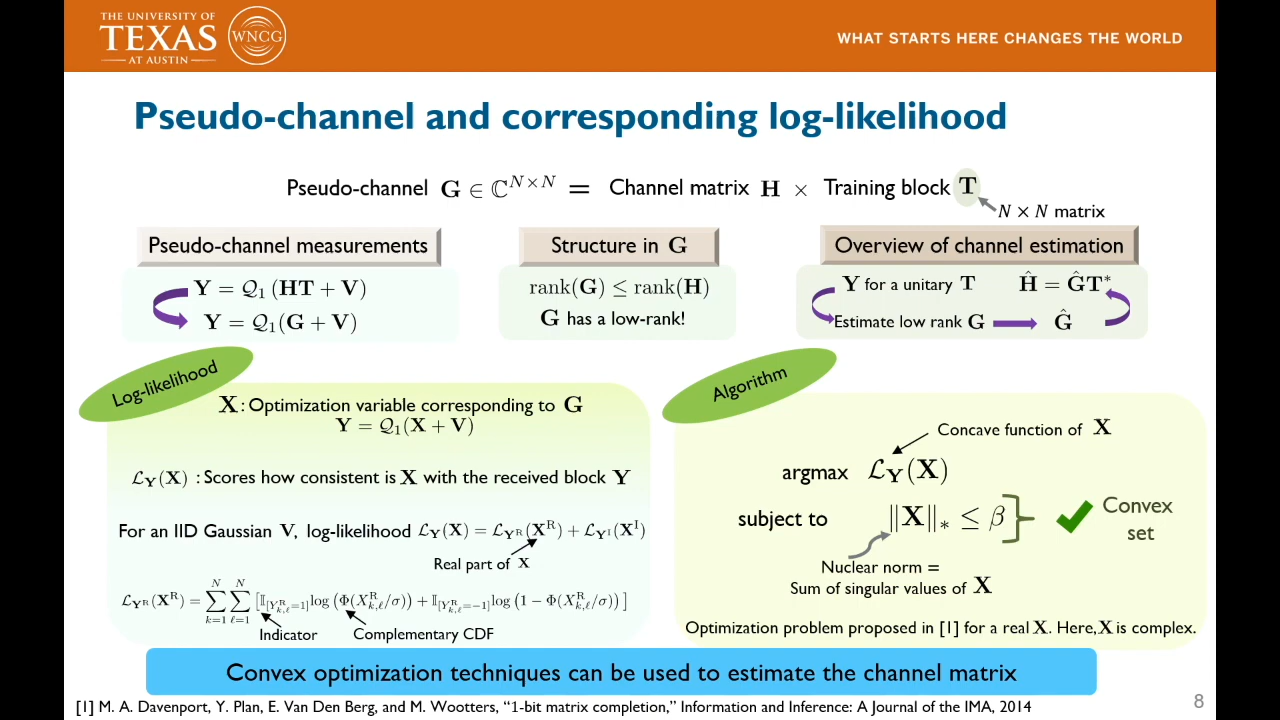 THE UNIVERSITY OF
TEXAS
AT AUSTIN
WNCG
WHAT STARTS HERE CHANGES THE WORLD
Pseudo-channel and corresponding log-likelihood
Pseudo-channel G ∈ ℂ^{N×N} = Channel matrix H × Training block T
N × N matrix
Pseudo-channel measurements
Y = 𝒬₁ (HT + V)
Y = 𝒬₁(G + V)
Structure in G
rank(G) ≤ rank(H)
G has a low-rank!
Overview of channel estimation
Y for a unitary T Ĥ = ĜT*
Estimate low rank G Ĝ
Log-likelihood
X: Optimization variable corresponding to G
Y = 𝒬₁(X + V)
ℒ_Y(X) : Scores how consistent is X with the received block Y
For an IID Gaussian V, log-likelihood ℒ_Y(X) = ℒ_{Y^R}(X^R) + ℒ_{Y^I}(X^I)
Real part of X
ℒ_{Y^R}(X^R) = ∑_{k=1}^{N} ∑_{ℓ=1}^{N} [𝕀_{[Y^R_{k,ℓ}=1]} log (Φ(X^R_{k,ℓ}/σ)) + 𝕀_{[Y^R_{k,ℓ}=−1]} log (1 − Φ(X^R_{k,ℓ}/σ)) ]
Indicator Complementary CDF
Algorithm
Concave function of X
argmax ℒ_Y(X)
subject to ‖X‖_* ≤ β
Convex
set
Nuclear norm =
Sum of singular values of X
Optimization problem proposed in [1] for a real X. Here, X is complex.
Convex optimization techniques can be used to estimate the channel matrix
[1] M. A. Davenport, Y. Plan, E. Van Den Berg, and M. Wootters, “1-bit matrix completion,” Information and Inference: A Journal of the IMA, 2014
8